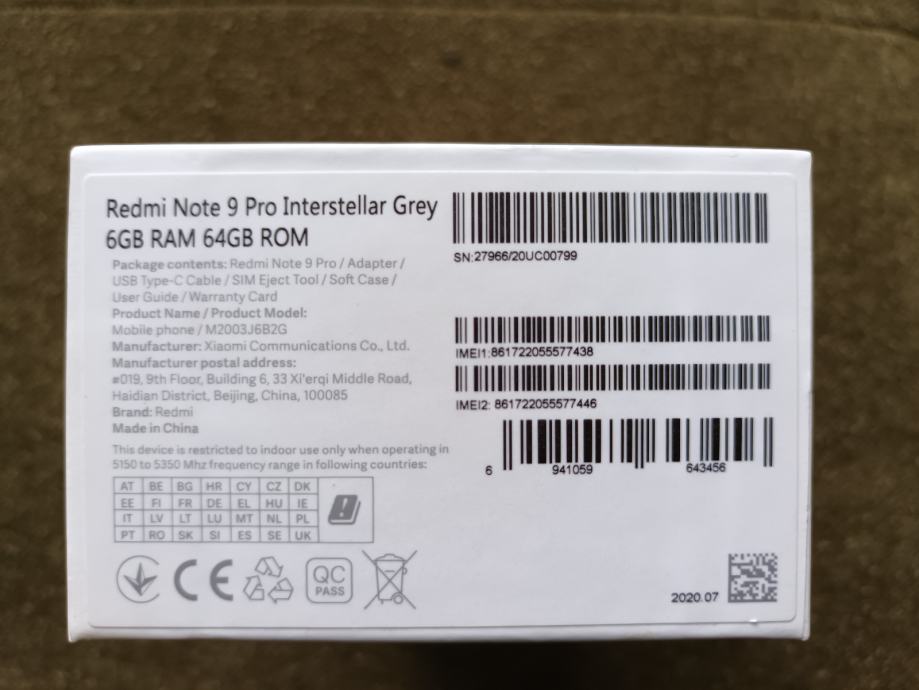 Redmi Note 9 Pro Interstellar Grey
6GB RAM 64GB ROM
Package contents: Redmi Note 9 Pro / Adapter /
USB Type-C Cable / SIM Eject Tool / Soft Case /
User Guide / Warranty Card
Product Name / Product Model:
Mobile phone / M2003J6B2G
Manufacturer: Xiaomi Communications Co., Ltd.
Manufacturer postal address:
#019, 9th Floor, Building 6, 33 Xi'erqi Middle Road,
Haidian District, Beijing, China, 100085
Brand: Redmi
Made in China
This device is restricted to indoor use only when operating in
5150 to 5350 Mhz frequency range in following countries:
AT BE BG HR CY CZ DK
EE FI FR DE EL HU IE
IT LV LT LU MT NL PL
PT RO SK SI ES SE UK
CE
QC
PASS
SN:27966/20UC00799
IMEI1:861722055577438
IMEI2: 861722055577446
6 941059 643456
2020.07